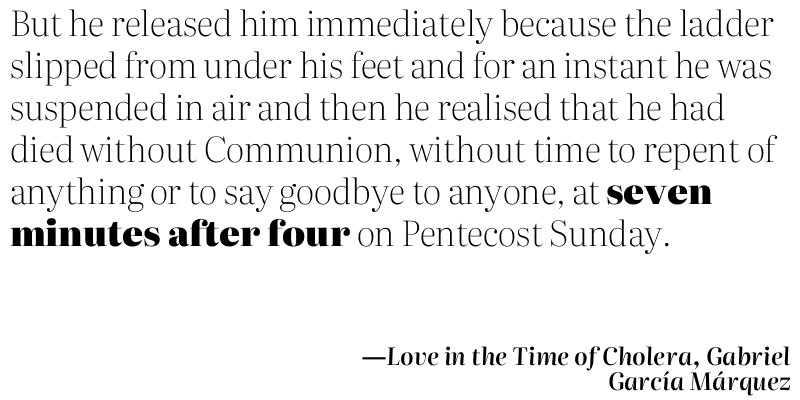 But he released him immediately because the ladder
slipped from under his feet and for an instant he was
suspended in air and then he realised that he had
died without Communion, without time to repent of
anything or to say goodbye to anyone, at seven
minutes after four on Pentecost Sunday.
—Love in the Time of Cholera, Gabriel
García Márquez